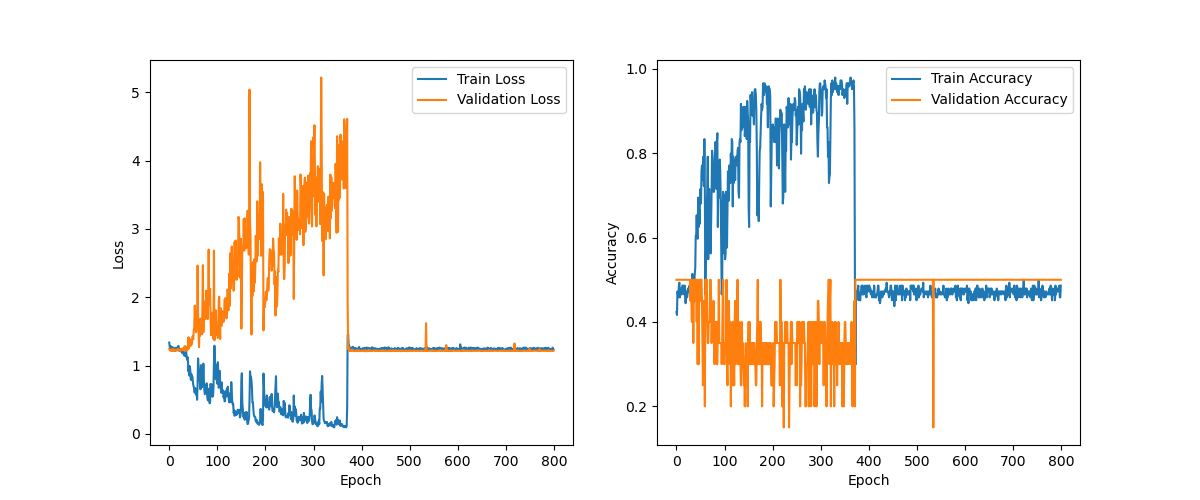 Train Loss
Validation Loss
5
4
3
2
1
0
Loss
0 100 200 300 400 500 600 700 800
Epoch
Train Accuracy
Validation Accuracy
1.0
0.8
0.6
0.4
0.2
Accuracy
0 100 200 300 400 500 600 700 800
Epoch